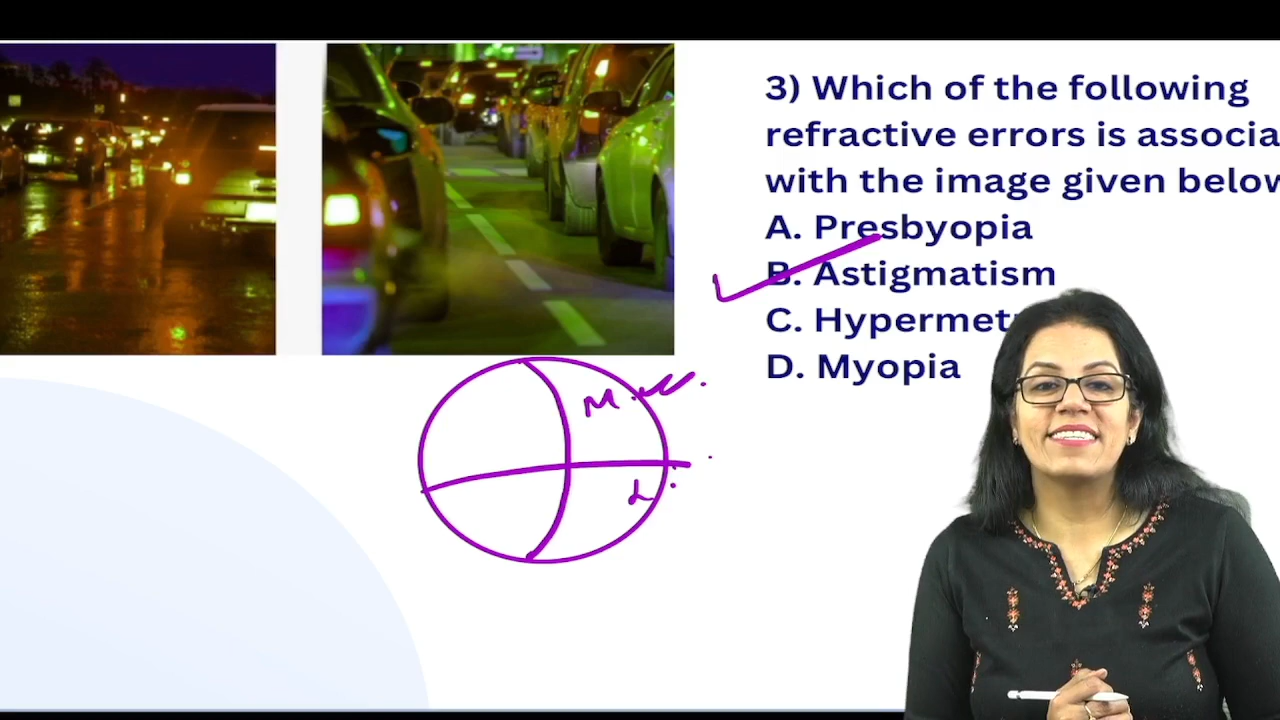 3) Which of the following
refractive errors is associa
with the image given below
A. Presbyopia
B. Astigmatism
C. Hypermet
D. Myopia
M.
L.